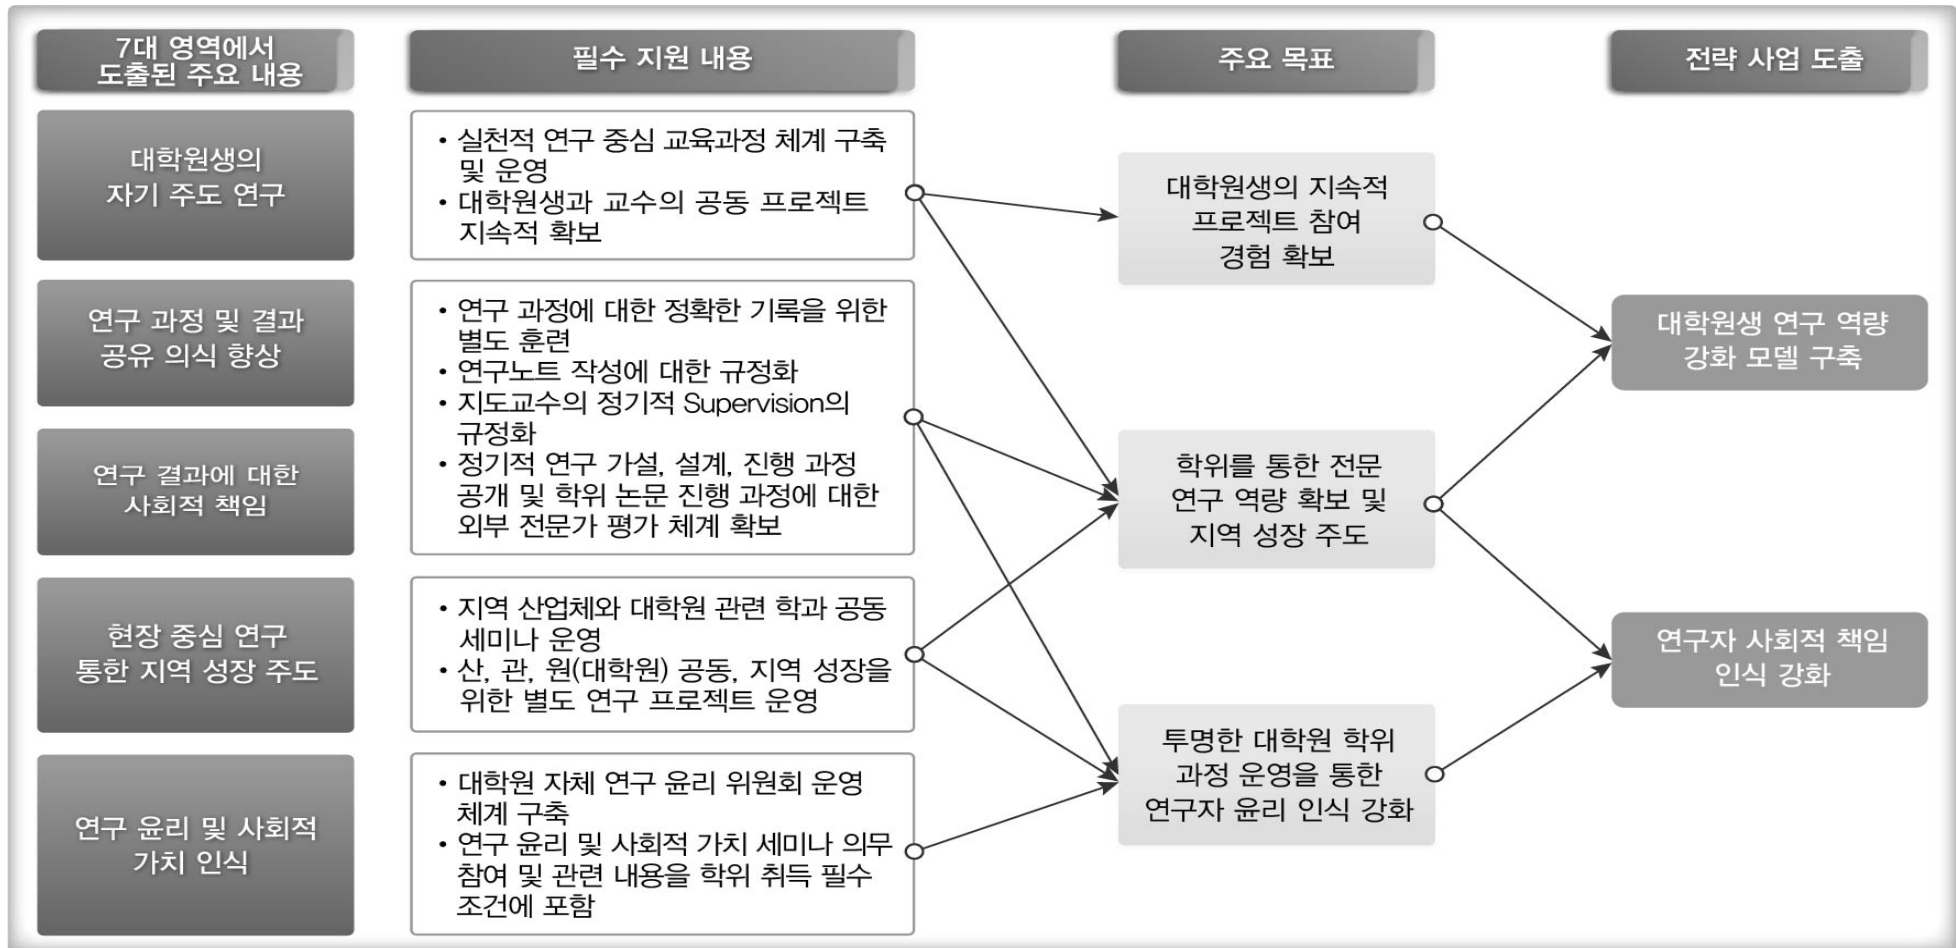 7대 영역에서
도출된 주요 내용
필수 지원 내용
주요 목표
전략 사업 도출
대학원생의
자기 주도 연구
• 실천적 연구 중심 교육과정 체계 구축
및 운영
• 대학원생과 교수의 공동 프로젝트
지속적 확보
대학원생의 지속적
프로젝트 참여
경험 확보
연구 과정 및 결과
공유 의식 향상
연구 결과에 대한
사회적 책임
• 연구 과정에 대한 정확한 기록을 위한
별도 훈련
• 연구노트 작성에 대한 규정화
• 지도교수의 정기적 Supervision의
규정화
• 정기적 연구 가설, 설계, 진행 과정
공개 및 학위 논문 진행 과정에 대한
외부 전문가 평가 체계 확보
학위를 통한 전문
연구 역량 확보 및
지역 성장 주도
대학원생 연구 역량
강화 모델 구축
현장 중심 연구
통한 지역 성장 주도
• 지역 산업체와 대학원 관련 학과 공동
세미나 운영
• 산, 관, 원(대학원) 공동, 지역 성장을
위한 별도 연구 프로젝트 운영
연구자 사회적 책임
인식 강화
연구 윤리 및 사회적
가치 인식
• 대학원 자체 연구 윤리 위원회 운영
체계 구축
• 연구 윤리 및 사회적 가치 세미나 의무
참여 및 관련 내용을 학위 취득 필수
조건에 포함
투명한 대학원 학위
과정 운영을 통한
연구자 윤리 인식 강화